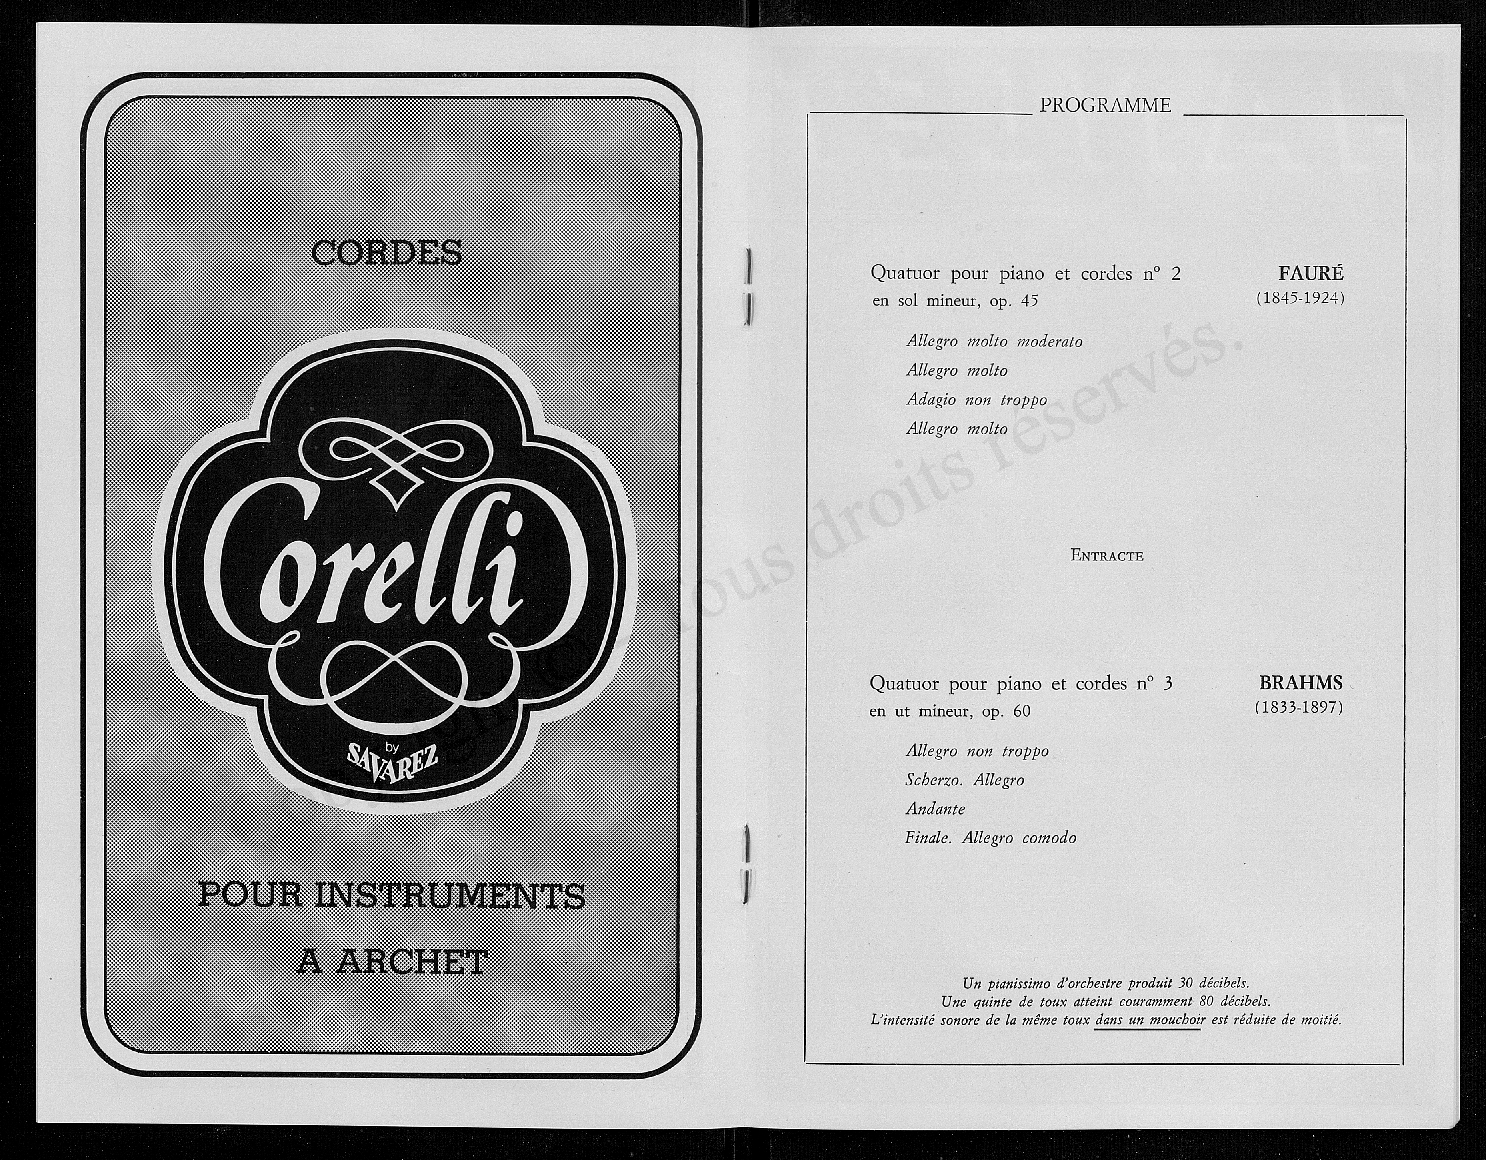 CORDES
Corelli
by
SAVAREZ
POUR INSTRUMENTS
A ARCHET
PROGRAMME
Quatuor pour piano et cordes n° 2 FAURÉ
en sol mineur, op. 45 (1845-1924)
Allegro molto moderato
Allegro molto
Adagio non troppo
Allegro molto
ENTRACTE
Quatuor pour piano et cordes n° 3 BRAHMS
en ut mineur, op. 60 (1833-1897)
Allegro non troppo
Scherzo. Allegro
Andante
Finale. Allegro comodo
Un pianissimo d'orchestre produit 30 décibels.
Une quinte de toux atteint couramment 80 décibels.
L'intensité sonore de la même toux dans un mouchoir est réduite de moitié.
droits réservés.